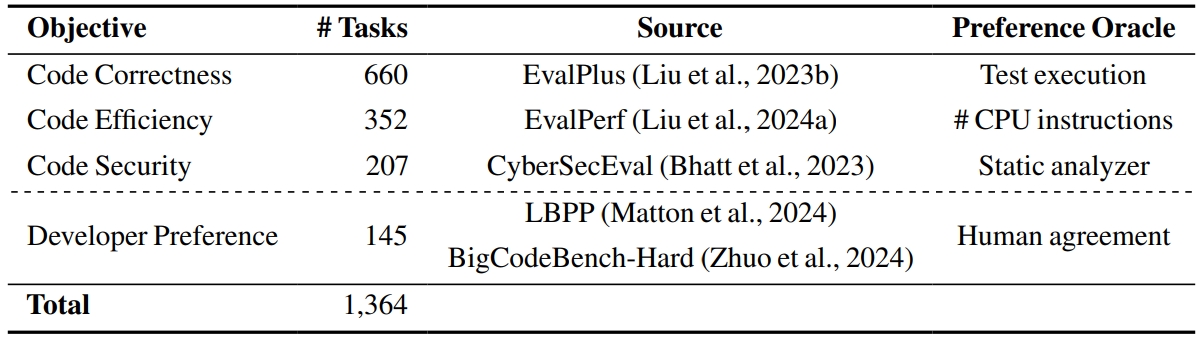 Objective # Tasks Source Preference Oracle
Code Correctness 660 EvalPlus (Liu et al., 2023b) Test execution
Code Efficiency 352 EvalPerf (Liu et al., 2024a) # CPU instructions
Code Security 207 CyberSecEval (Bhatt et al., 2023) Static analyzer
Developer Preference 145 LBPP (Matton et al., 2024) Human agreement
BigCodeBench-Hard (Zhuo et al., 2024)
Total 1,364